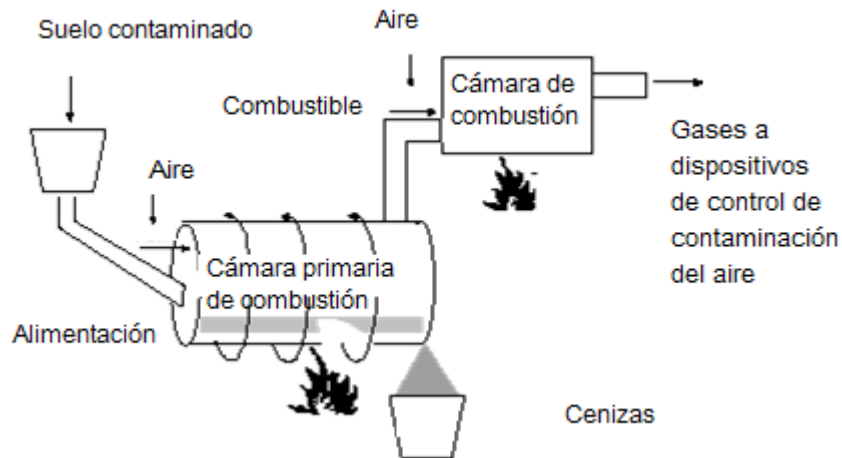 Suelo contaminado
Aire
Combustible
Cámara de
combustión
Gases a
dispositivos
de control de
contaminación
del aire
Aire
Cámara primaria
de combustión
Alimentación
Cenizas